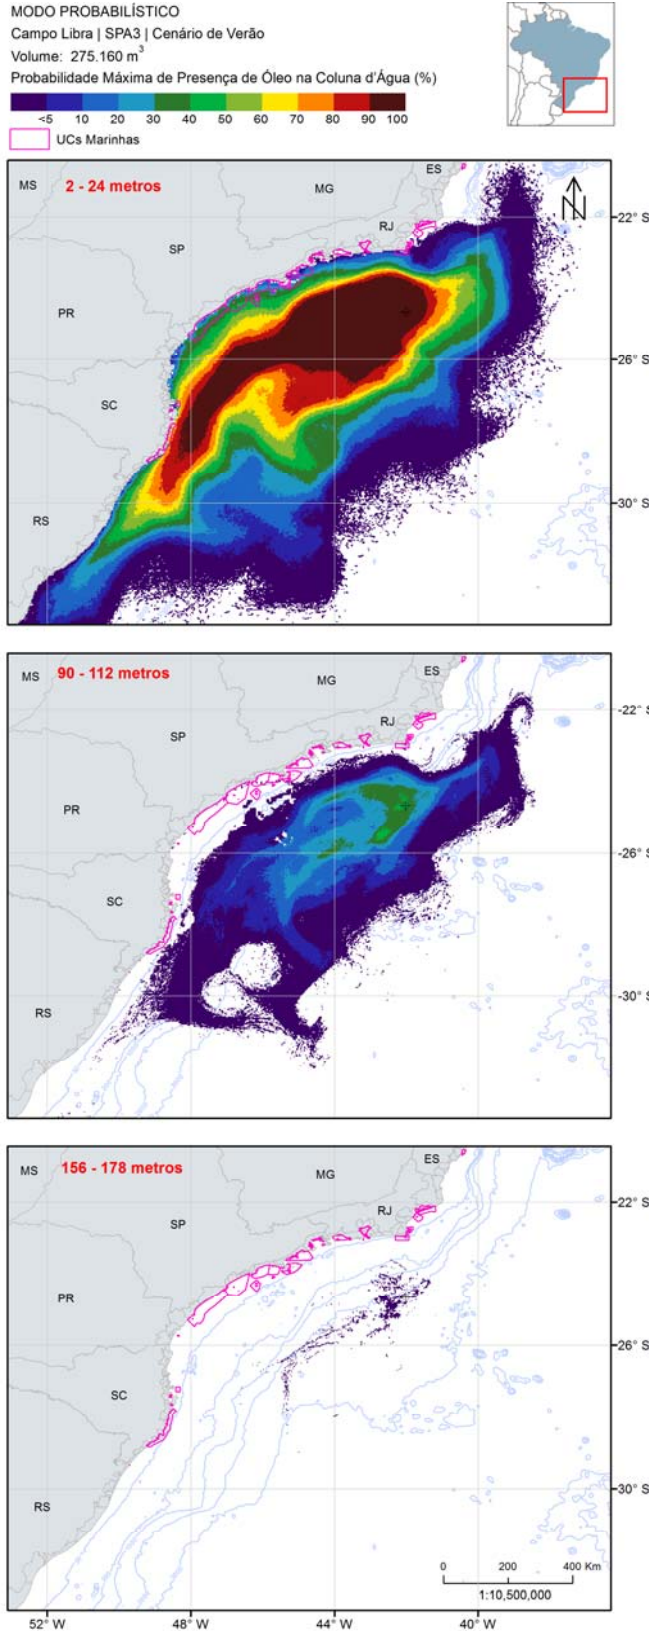 MODO PROBABILÍSTICO
Campo Libra | SPA3 | Cenário de Verão
Volume: 275.160 m³
Probabilidade Máxima de Presença de Óleo na Coluna d'Água (%)
<5 10 20 30 40 50 60 70 80 90 100
UCs Marinhas
2 - 24 metros
MS
MG
ES
RJ
SP
PR
SC
RS
N
-22° S
-26° S
-30° S
90 - 112 metros
MS
MG
ES
RJ
SP
PR
SC
RS
-22° S
-26° S
-30° S
156 - 178 metros
MS
MG
ES
RJ
SP
PR
SC
RS
-22° S
-26° S
-30° S
0 200 400 Km
1:10,500,000
52° W 48° W 44° W 40° W